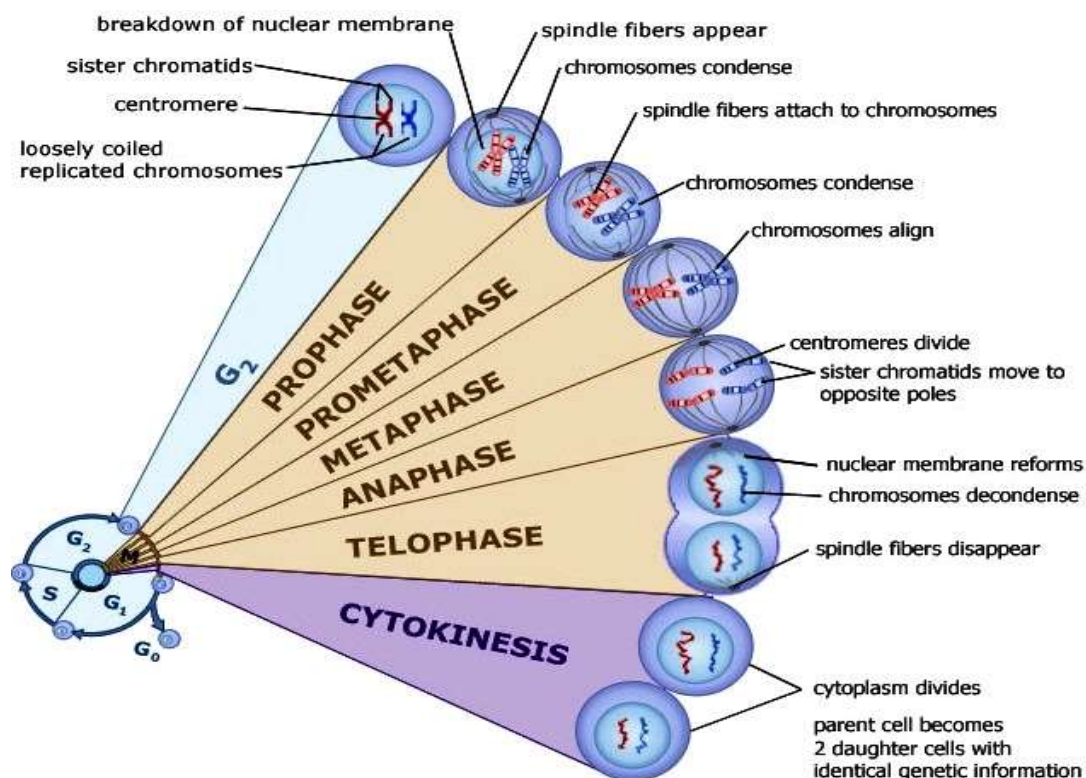 breakdown of nuclear membrane
spindle fibers appear
sister chromatids
chromosomes condense
centromere
spindle fibers attach to chromosomes
loosely coiled
replicated chromosomes
chromosomes condense
chromosomes align
centromeres divide
sister chromatids move to
opposite poles
nuclear membrane reforms
chromosomes decondense
spindle fibers disappear
cytoplasm divides
parent cell becomes
2 daughter cells with
identical genetic information
G2
PROPHASE
PROMETAPHASE
METAPHASE
ANAPHASE
TELOPHASE
CYTOKINESIS
G2
M
S
G1
G0